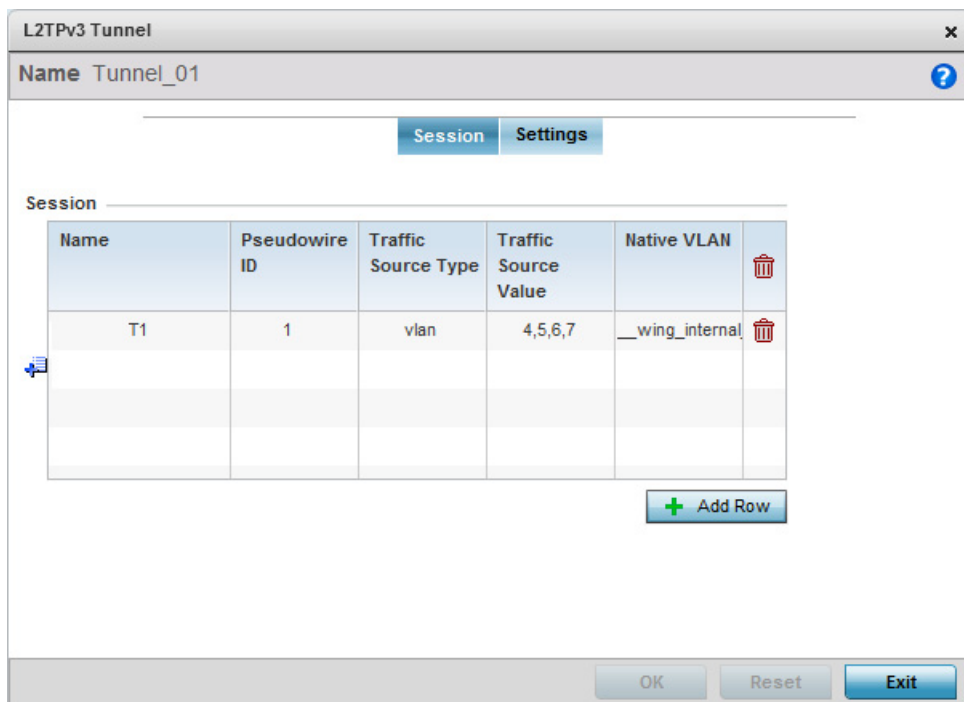 L2TPv3 Tunnel
Name Tunnel_01
Session Settings
Session
Name Pseudowire ID Traffic Source Type Traffic Source Value Native VLAN
T1 1 vlan 4,5,6,7 __wing_internal_
Add Row
OK Reset Exit